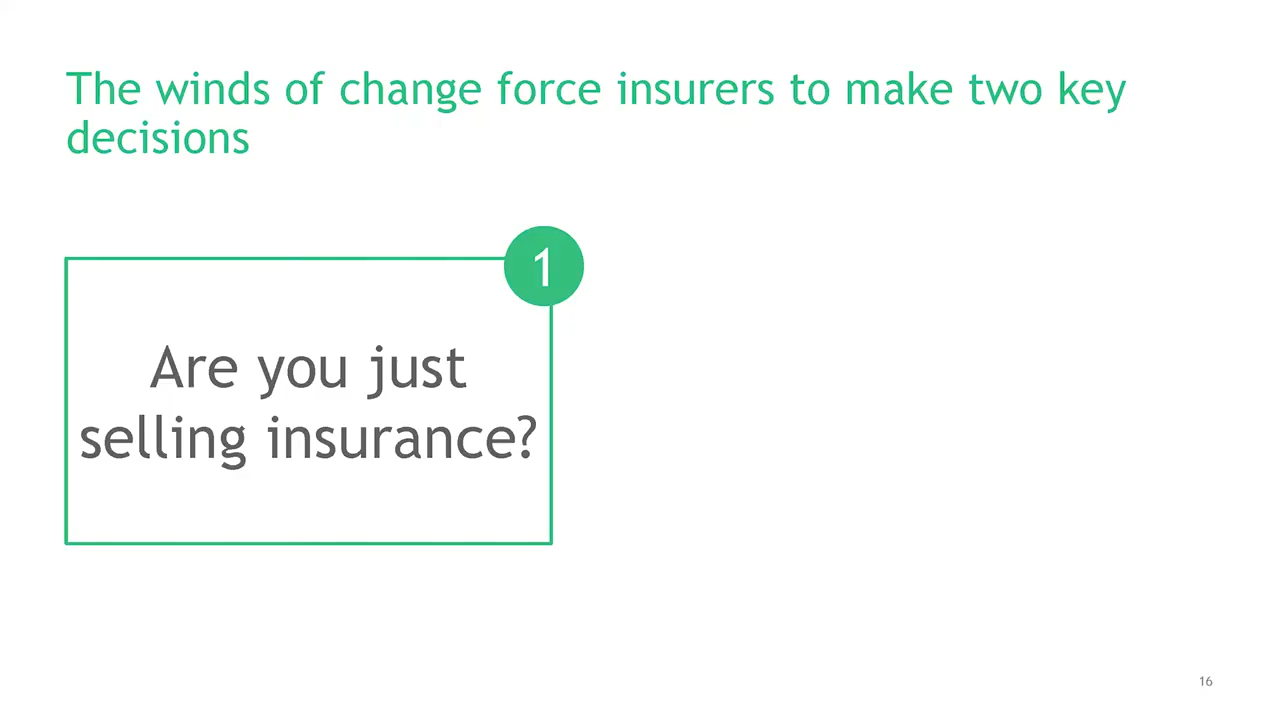 The winds of change force insurers to make two key
decisions
1
Are you just
selling insurance?
16